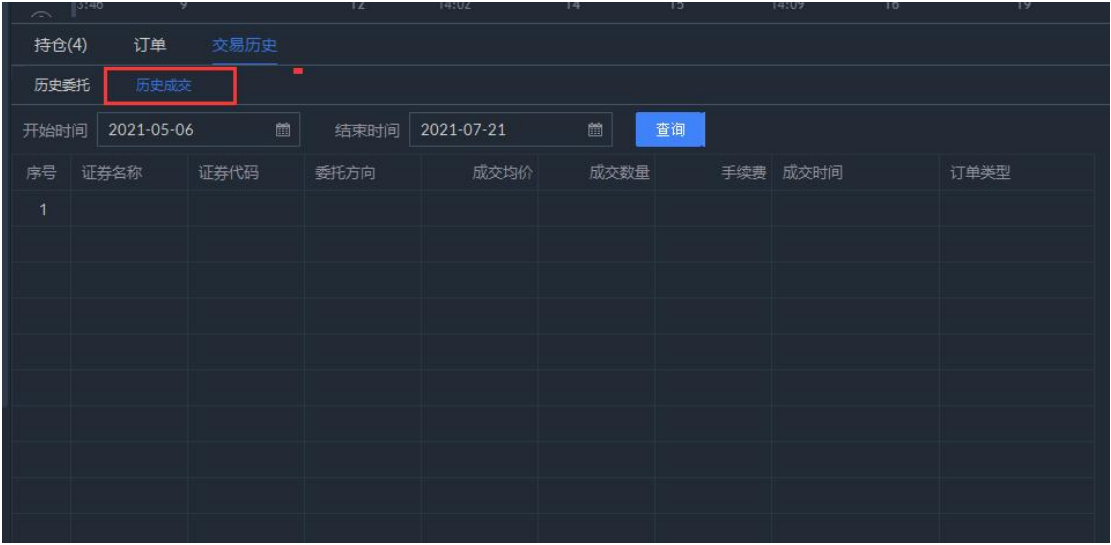 3:46 9 12 14:02 14 15 14:09 16 19
持仓(4) 订单 交易历史
历史委托 历史成交
开始时间 2021-05-06 结束时间 2021-07-21 查询
序号 证券名称 证券代码 委托方向 成交均价 成交数量 手续费 成交时间 订单类型
1